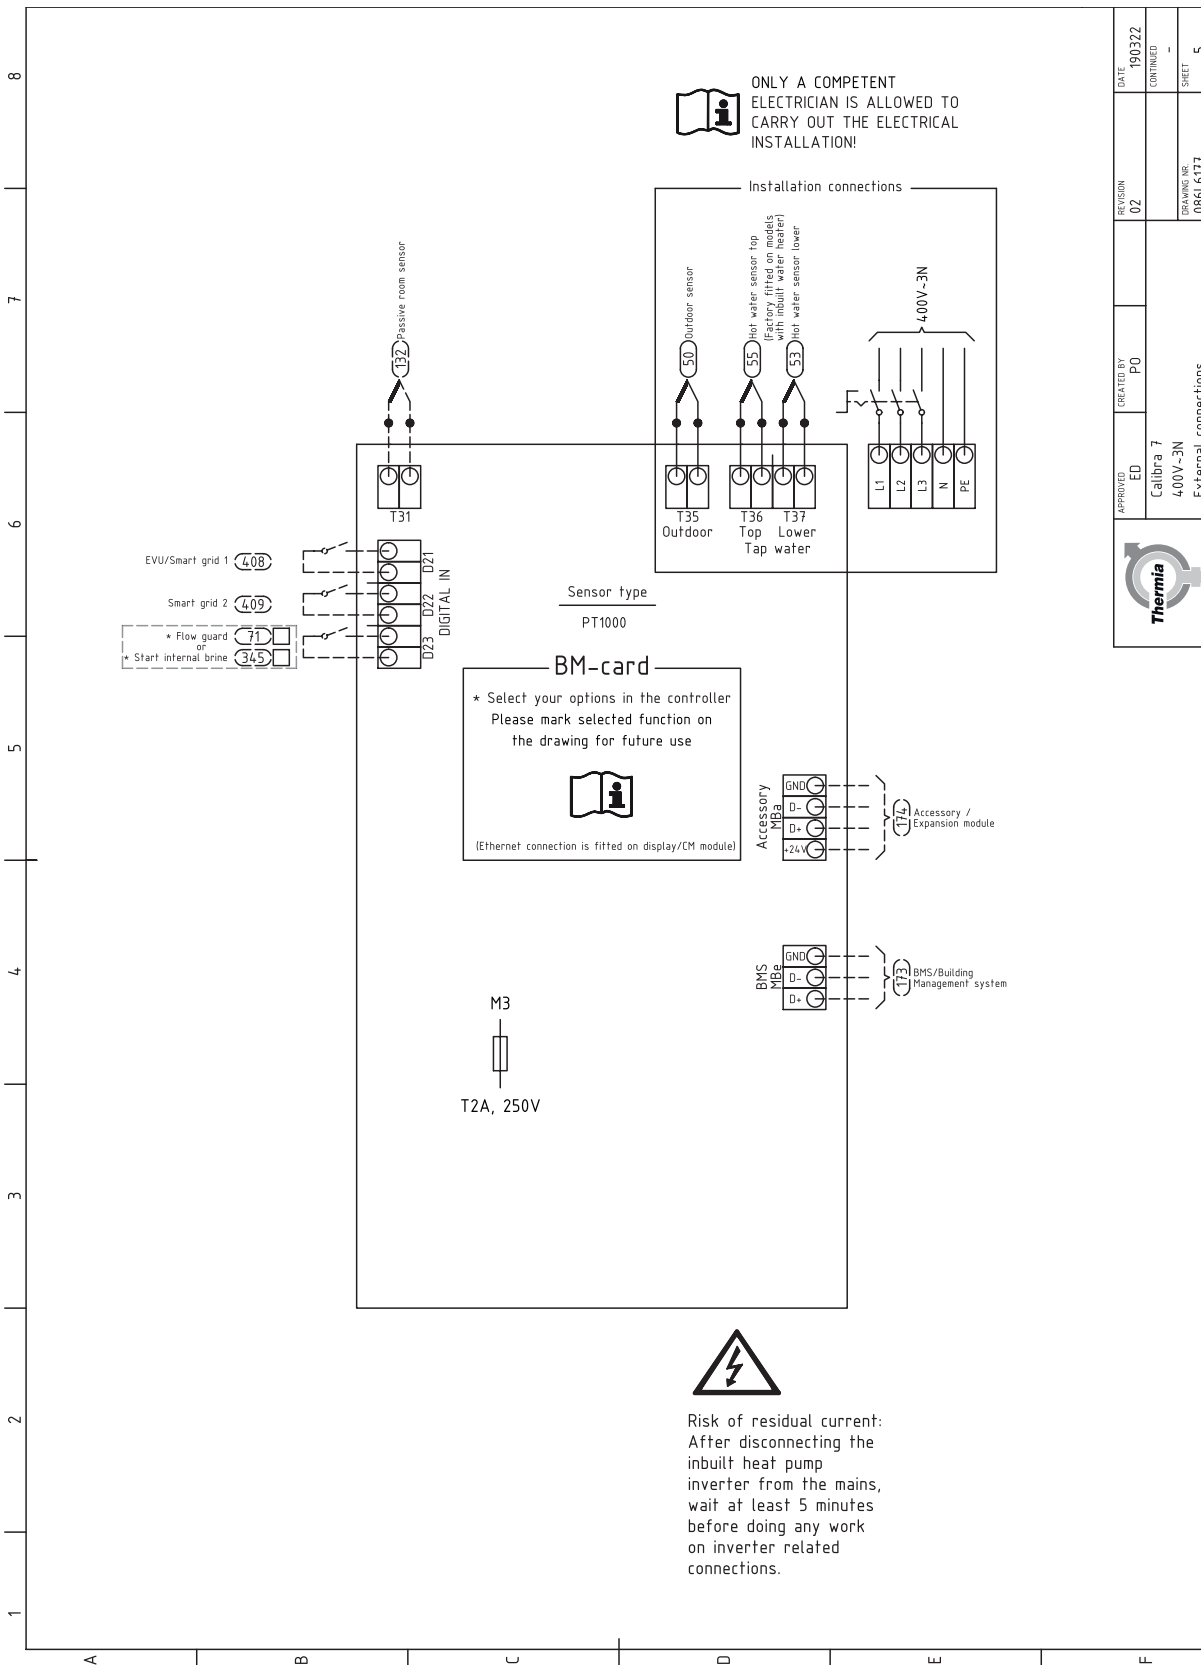 ONLY A COMPETENT
ELECTRICIAN IS ALLOWED TO
CARRY OUT THE ELECTRICAL
INSTALLATION!
Installation connections
132
Passive room sensor
50
Outdoor sensor
55
Hot water sensor top
(Factory fitted on models
with inbuilt water heater)
53
Hot water sensor lower
400V~3N
T31
T35
Outdoor
T36
Top
T37
Lower
Tap water
L1
L2
L3
N
PE
EVU/Smart grid 1
408
Smart grid 2
409
* Flow guard
71
or
* Start internal brine
345
D21
D22
D23
DIGITAL IN
Sensor type
PT1000
BM-card
* Select your options in the controller
Please mark selected function on
the drawing for future use
i
(Ethernet connection is fitted on display/CM module)
Accessory
MBa
GND
D-
D+
+24V
174
Accessory /
Expansion module
BMS
MBe
GND
D-
D+
173
BMS/Building
Management system
M3
T2A, 250V
Risk of residual current:
After disconnecting the
inbuilt heat pump
inverter from the mains,
wait at least 5 minutes
before doing any work
on inverter related
connections.
8
7
6
5
4
3
2
1
A
B
C
D
E
F
Thermia
APPROVED
ED
CREATED BY
PO
REVISION
02
DATE
190322
Calibra 7
400V~3N
External connections
CONTINUED
-
DRAWING NR.
086L6177
SHEET
5